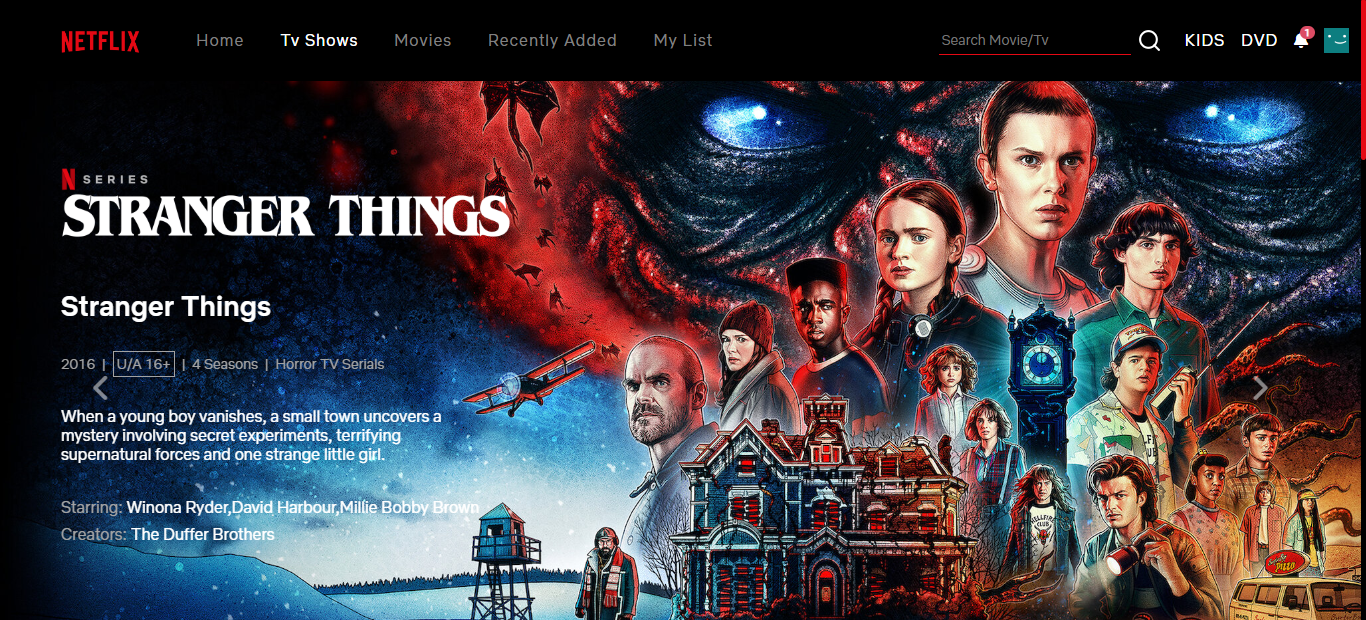 NETFLIX Home Tv Shows Movies Recently Added My List Search Movie/Tv KIDS DVD 1
N SERIES
STRANGER THINGS
Stranger Things
2016 | U/A 16+ | 4 Seasons | Horror TV Serials
When a young boy vanishes, a small town uncovers a
mystery involving secret experiments, terrifying
supernatural forces and one strange little girl.
Starring: Winona Ryder,David Harbour,Millie Bobby Brown
Creators: The Duffer Brothers
HELLFIRE
CLUB
PIZZA